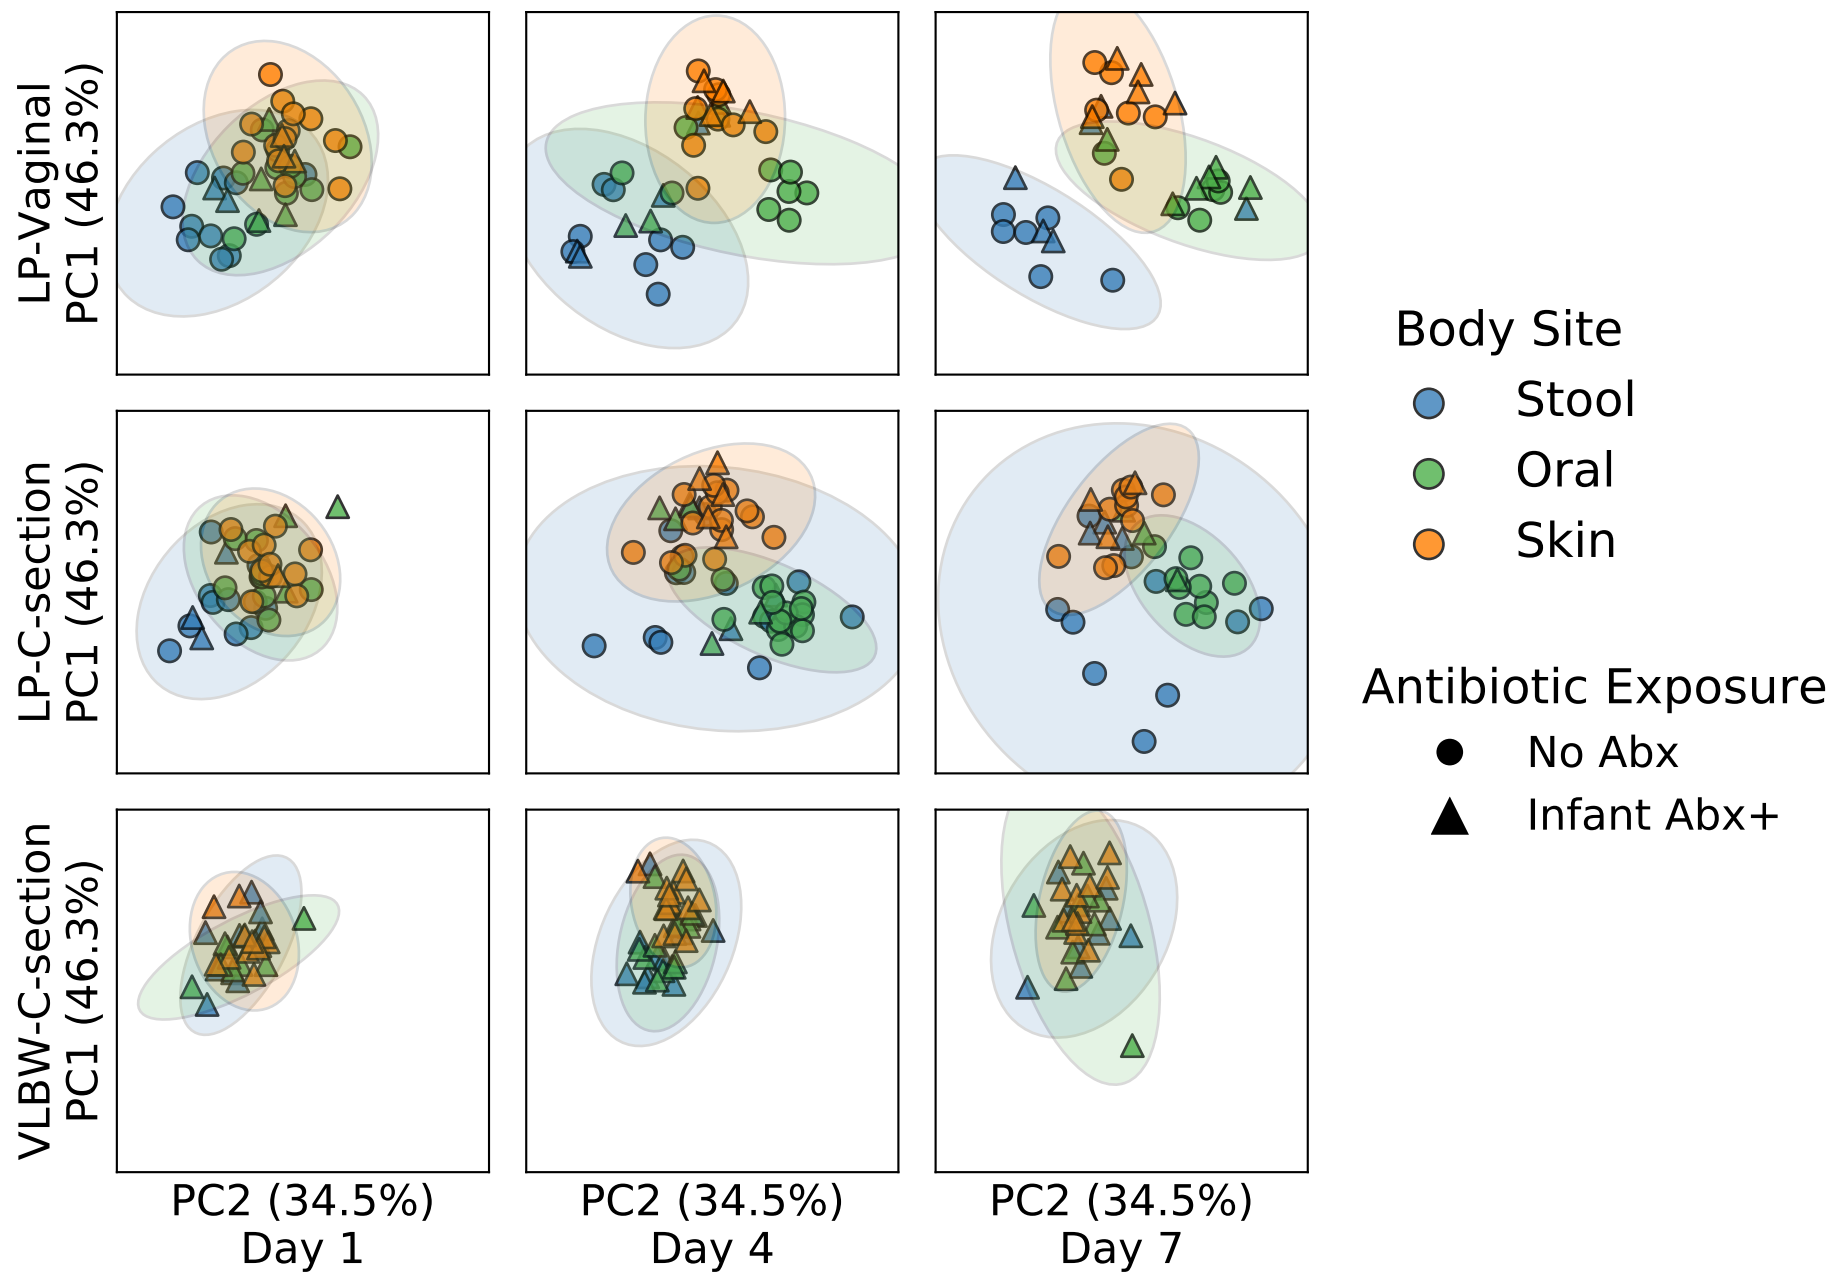 LP-Vaginal
PC1 (46.3%)
LP-C-section
PC1 (46.3%)
VLBW-C-section
PC1 (46.3%)
PC2 (34.5%)
Day 1
PC2 (34.5%)
Day 4
PC2 (34.5%)
Day 7
Body Site
Stool
Oral
Skin
Antibiotic Exposure
No Abx
Infant Abx+